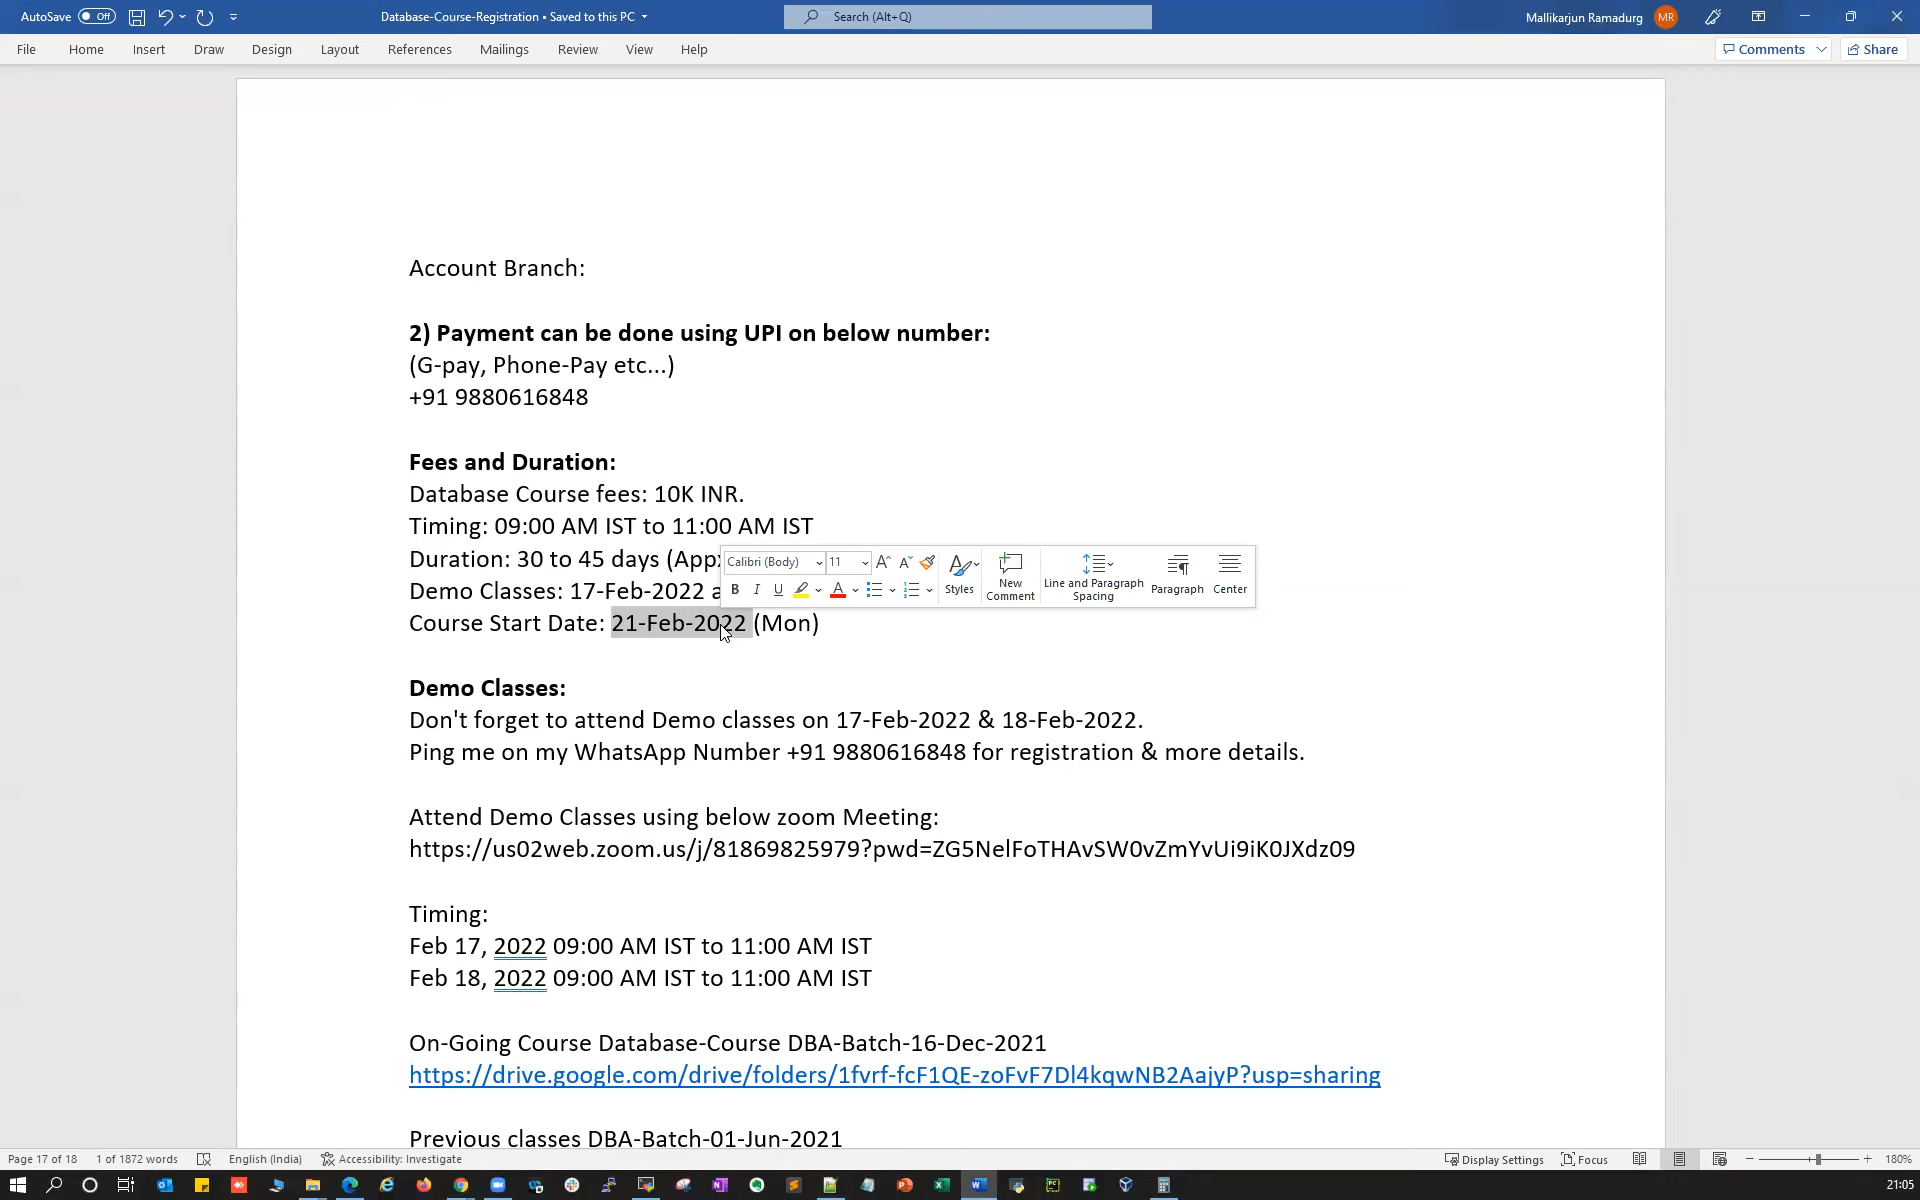 AutoSave Off Database-Course-Registration • Saved to this PC Search (Alt+Q) Mallikarjun Ramadurg MR
File Home Insert Draw Design Layout References Mailings Review View Help Comments Share
Account Branch:
2) Payment can be done using UPI on below number:
(G-pay, Phone-Pay etc...)
+91 9880616848
Fees and Duration:
Database Course fees: 10K INR.
Timing: 09:00 AM IST to 11:00 AM IST
Duration: 30 to 45 days (App
Demo Classes: 17-Feb-2022
Calibri (Body) 11
B I U A Styles New Comment Line and Paragraph Spacing Paragraph Center
Course Start Date: 21-Feb-2022 (Mon)
Demo Classes:
Don't forget to attend Demo classes on 17-Feb-2022 & 18-Feb-2022.
Ping me on my WhatsApp Number +91 9880616848 for registration & more details.
Attend Demo Classes using below zoom Meeting:
https://us02web.zoom.us/j/81869825979?pwd=ZG5NelFoTHAvSW0vZmYvUi9iK0JXdz09
Timing:
Feb 17, 2022 09:00 AM IST to 11:00 AM IST
Feb 18, 2022 09:00 AM IST to 11:00 AM IST
On-Going Course Database-Course DBA-Batch-16-Dec-2021
https://drive.google.com/drive/folders/1fvrf-fcF1QE-zoFvF7Dl4kqwNB2AajyP?usp=sharing
Previous classes DBA-Batch-01-Jun-2021
Page 17 of 18 1 of 1872 words English (India) Accessibility: Investigate Display Settings Focus 180%
21:05